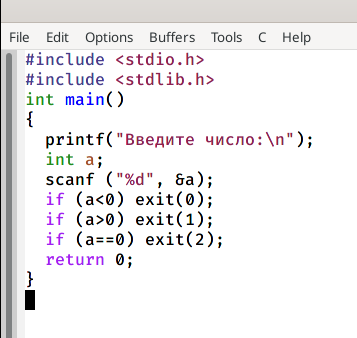 File Edit Options Buffers Tools C Help
#include <stdio.h>
#include <stdlib.h>
int main()
{
  printf("Введите число:\n");
  int a;
  scanf ("%d", &a);
  if (a<0) exit(0);
  if (a>0) exit(1);
  if (a==0) exit(2);
  return 0;
}